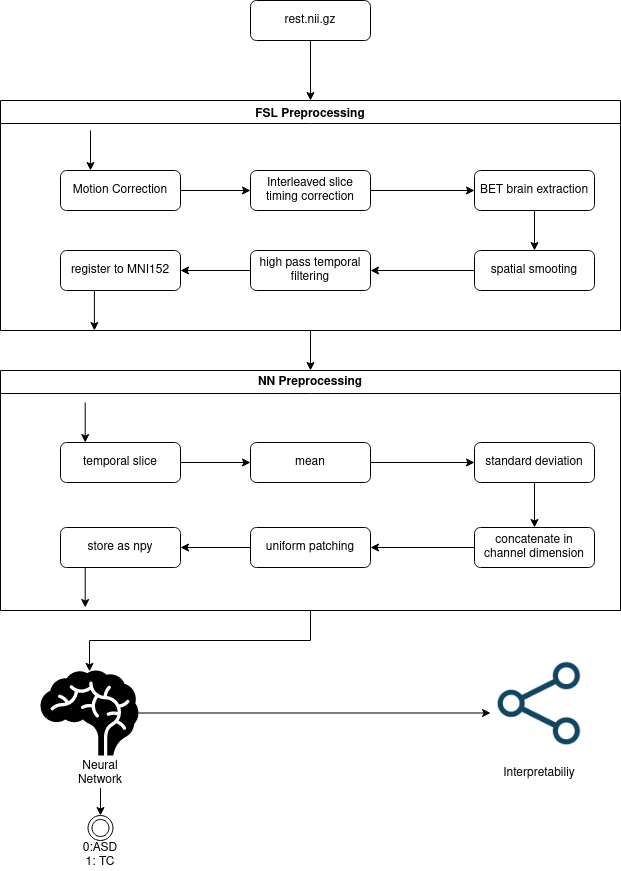 rest.nii.gz
FSL Preprocessing
Motion Correction
Interleaved slice
timing correction
BET brain extraction
register to MNI152
high pass temporal
filtering
spatial smooting
NN Preprocessing
temporal slice
mean
standard deviation
store as npy
uniform patching
concatenate in
channel dimension
Neural
Network
Interpretabiliy
0:ASD
1: TC